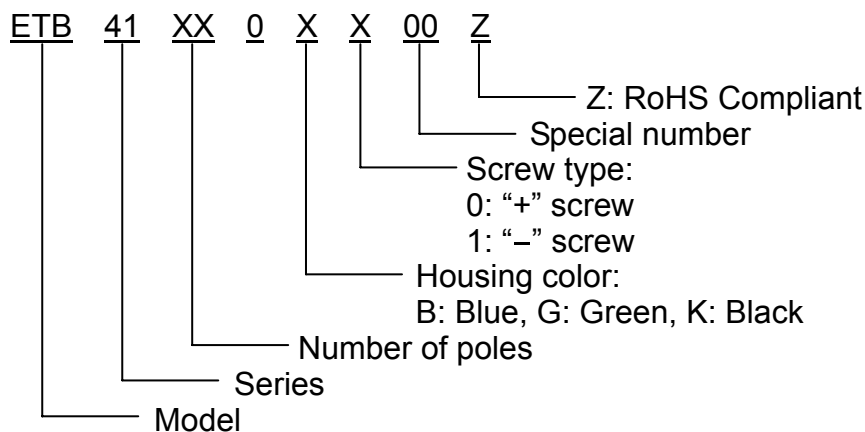 ETB 41 XX 0 X X 00 Z
Z: RoHS Compliant
Special number
Screw type:
0: “+” screw
1: “–” screw
Housing color:
B: Blue, G: Green, K: Black
Number of poles
Series
Model